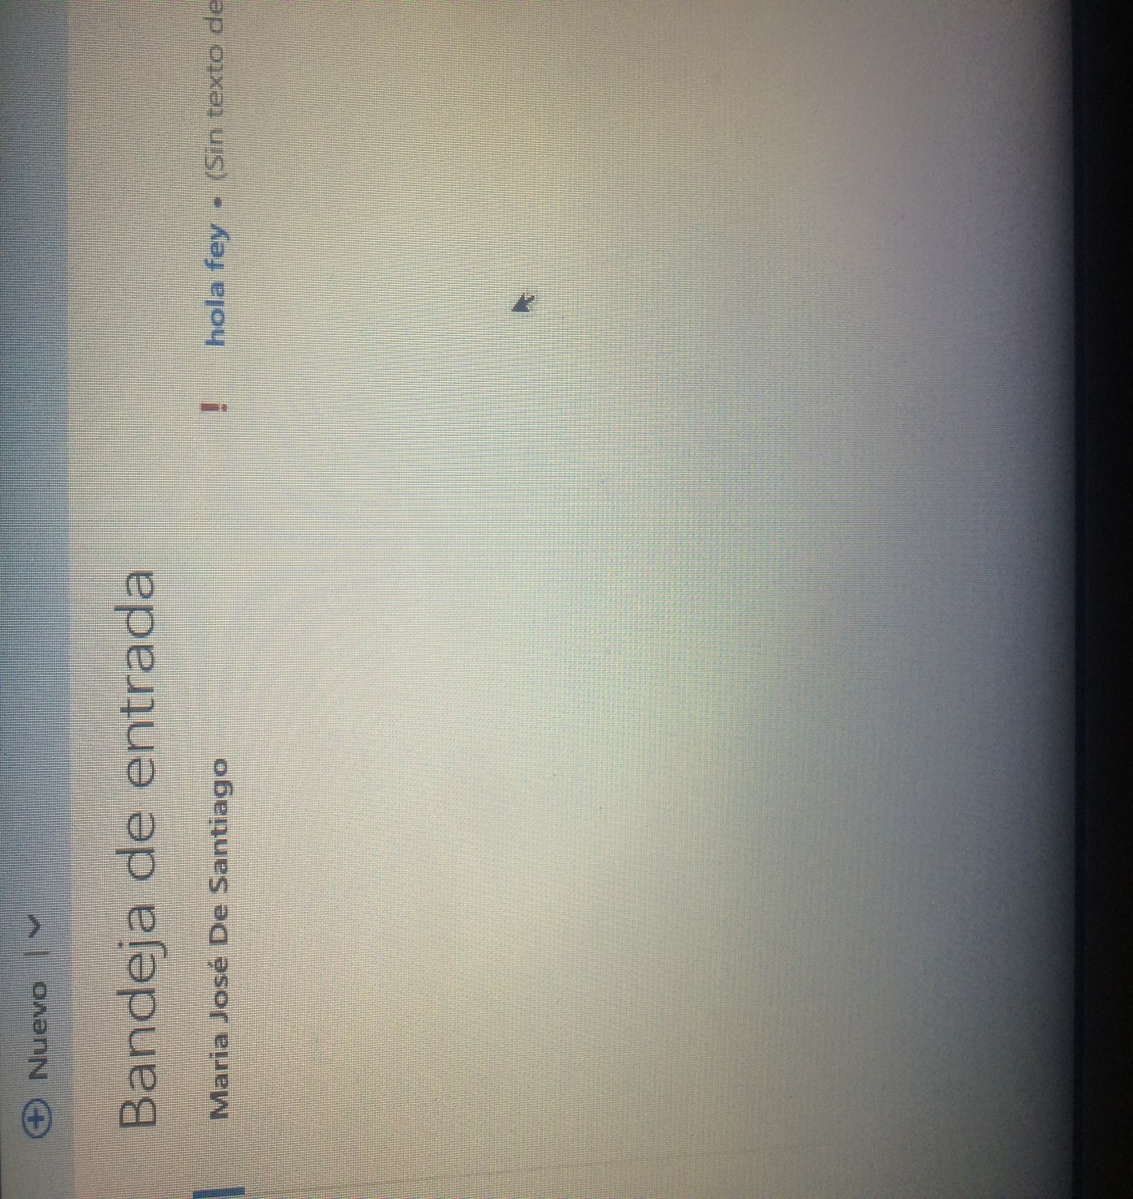 Nuevo
Bandeja de entrada
Maria José De Santiago ! hola fey • (Sin texto de